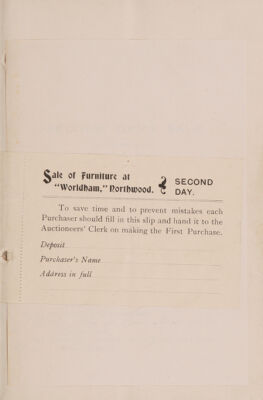 Sale of Furniture at
"Worldham," Northwood.
SECOND
DAY.
To save time and to prevent mistakes each
Purchaser should fill in this slip and hand it to the
Auctioneers' Clerk on making the First Purchase.
Deposit
Purchaser's Name
Address in full